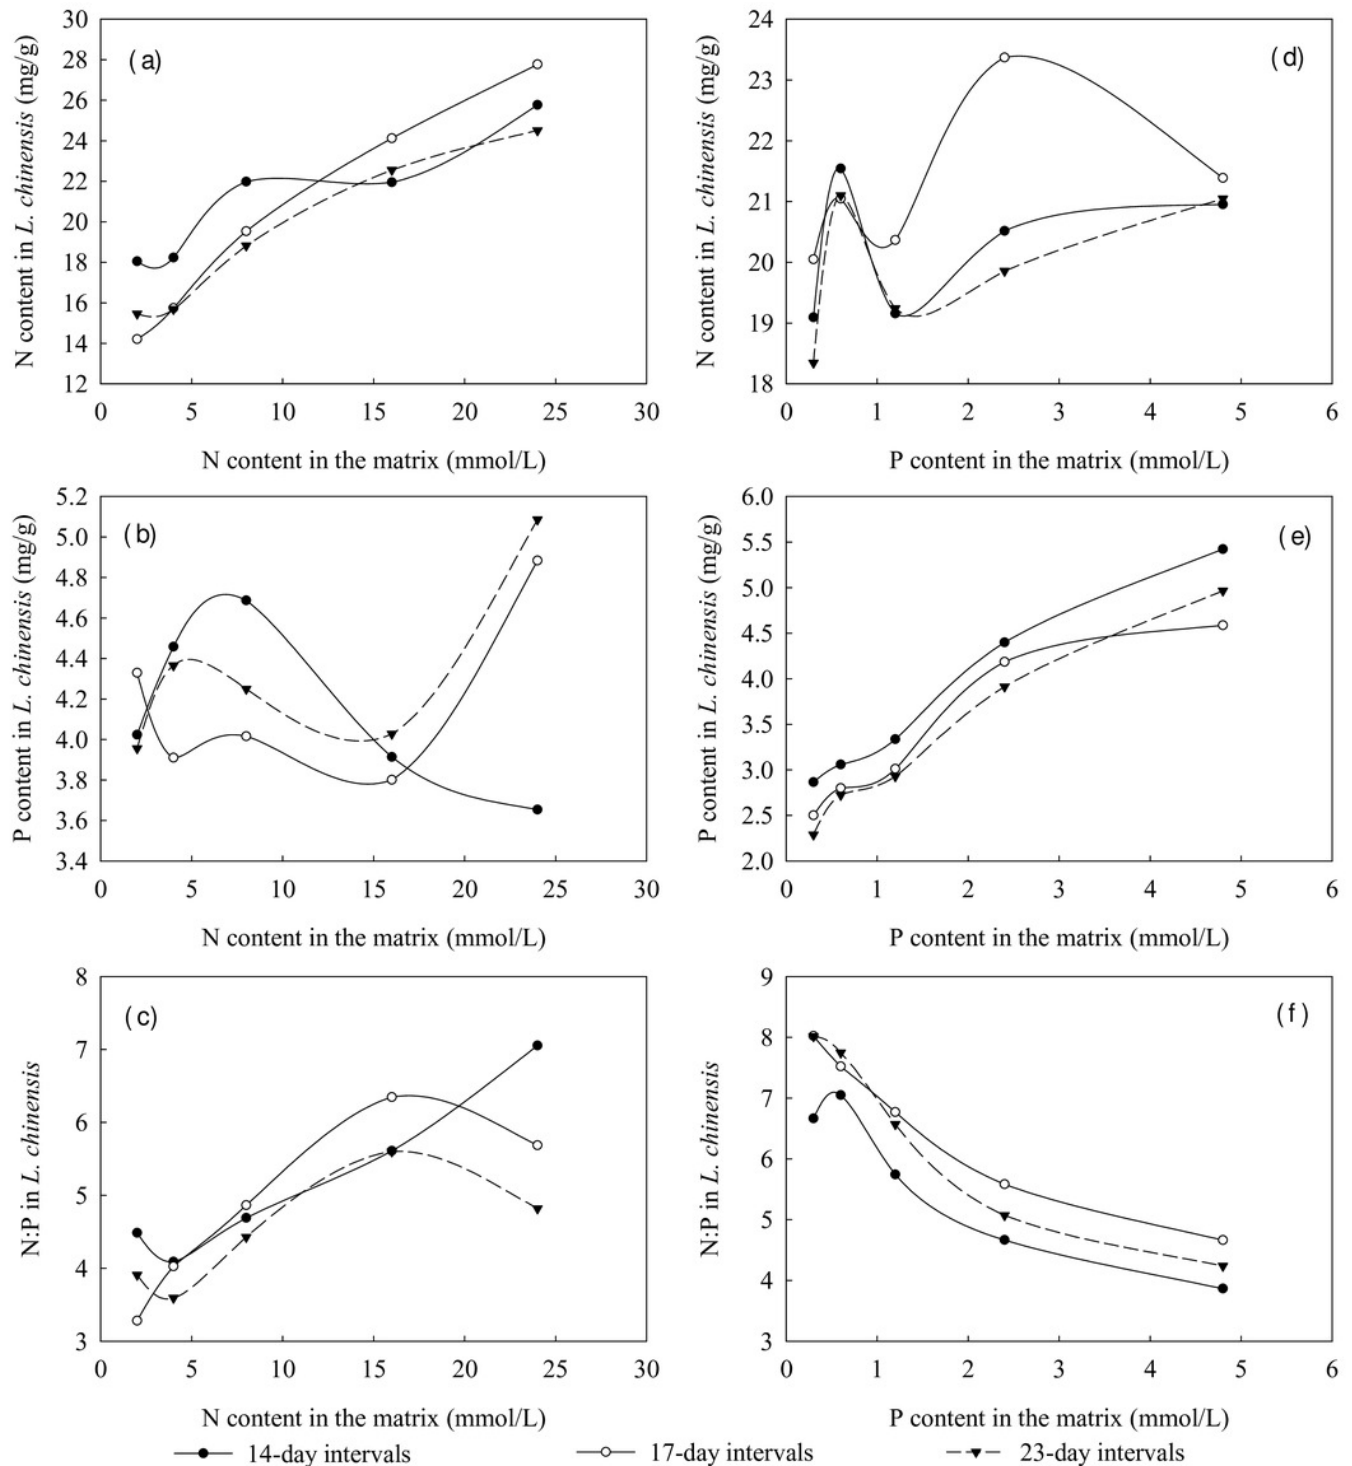 (a)
N content in L. chinensis (mg/g)
30
28
26
24
22
20
18
16
14
12
0 5 10 15 20 25 30
N content in the matrix (mmol/L)
(d)
N content in L. chinensis (mg/g)
24
23
22
21
20
19
18
0 1 2 3 4 5 6
P content in the matrix (mmol/L)
(b)
P content in L. chinensis (mg/g)
5.2
5.0
4.8
4.6
4.4
4.2
4.0
3.8
3.6
3.4
0 5 10 15 20 25 30
N content in the matrix (mmol/L)
(e)
P content in L. chinensis (mg/g)
6.0
5.5
5.0
4.5
4.0
3.5
3.0
2.5
2.0
0 1 2 3 4 5 6
P content in the matrix (mmol/L)
(c)
N:P in L. chinensis
8
7
6
5
4
3
0 5 10 15 20 25 30
N content in the matrix (mmol/L)
(f)
N:P in L. chinensis
9
8
7
6
5
4
3
0 1 2 3 4 5 6
P content in the matrix (mmol/L)
14-day intervals 17-day intervals 23-day intervals